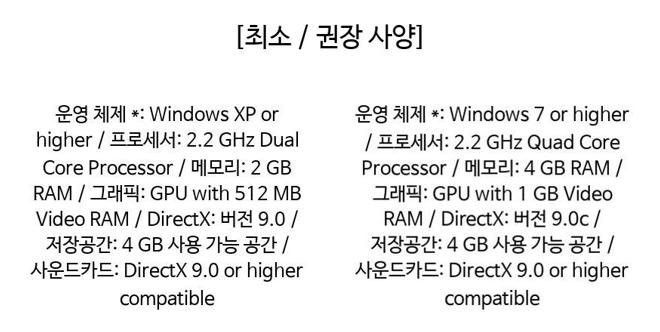 [최소 / 권장 사양]
운영 체제 *: Windows XP or
higher / 프로세서: 2.2 GHz Dual
Core Processor / 메모리: 2 GB
RAM / 그래픽: GPU with 512 MB
Video RAM / DirectX: 버전 9.0 /
저장공간: 4 GB 사용 가능 공간 /
사운드카드: DirectX 9.0 or higher
compatible
운영 체제 *: Windows 7 or higher
/ 프로세서: 2.2 GHz Quad Core
Processor / 메모리: 4 GB RAM /
그래픽: GPU with 1 GB Video
RAM / DirectX: 버전 9.0c /
저장공간: 4 GB 사용 가능 공간 /
사운드카드: DirectX 9.0 or higher
compatible